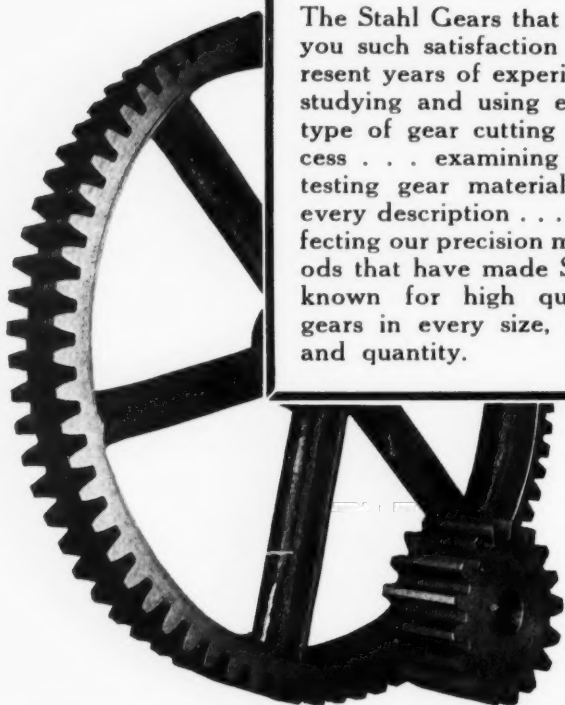 The Stahl Gears that
you such satisfaction
resent years of experi
studying and using e
type of gear cutting
cess . . . examining
testing gear material
every description . . .
fecting our precision m
ods that have made S
known for high qu
gears in every size,
and quantity.